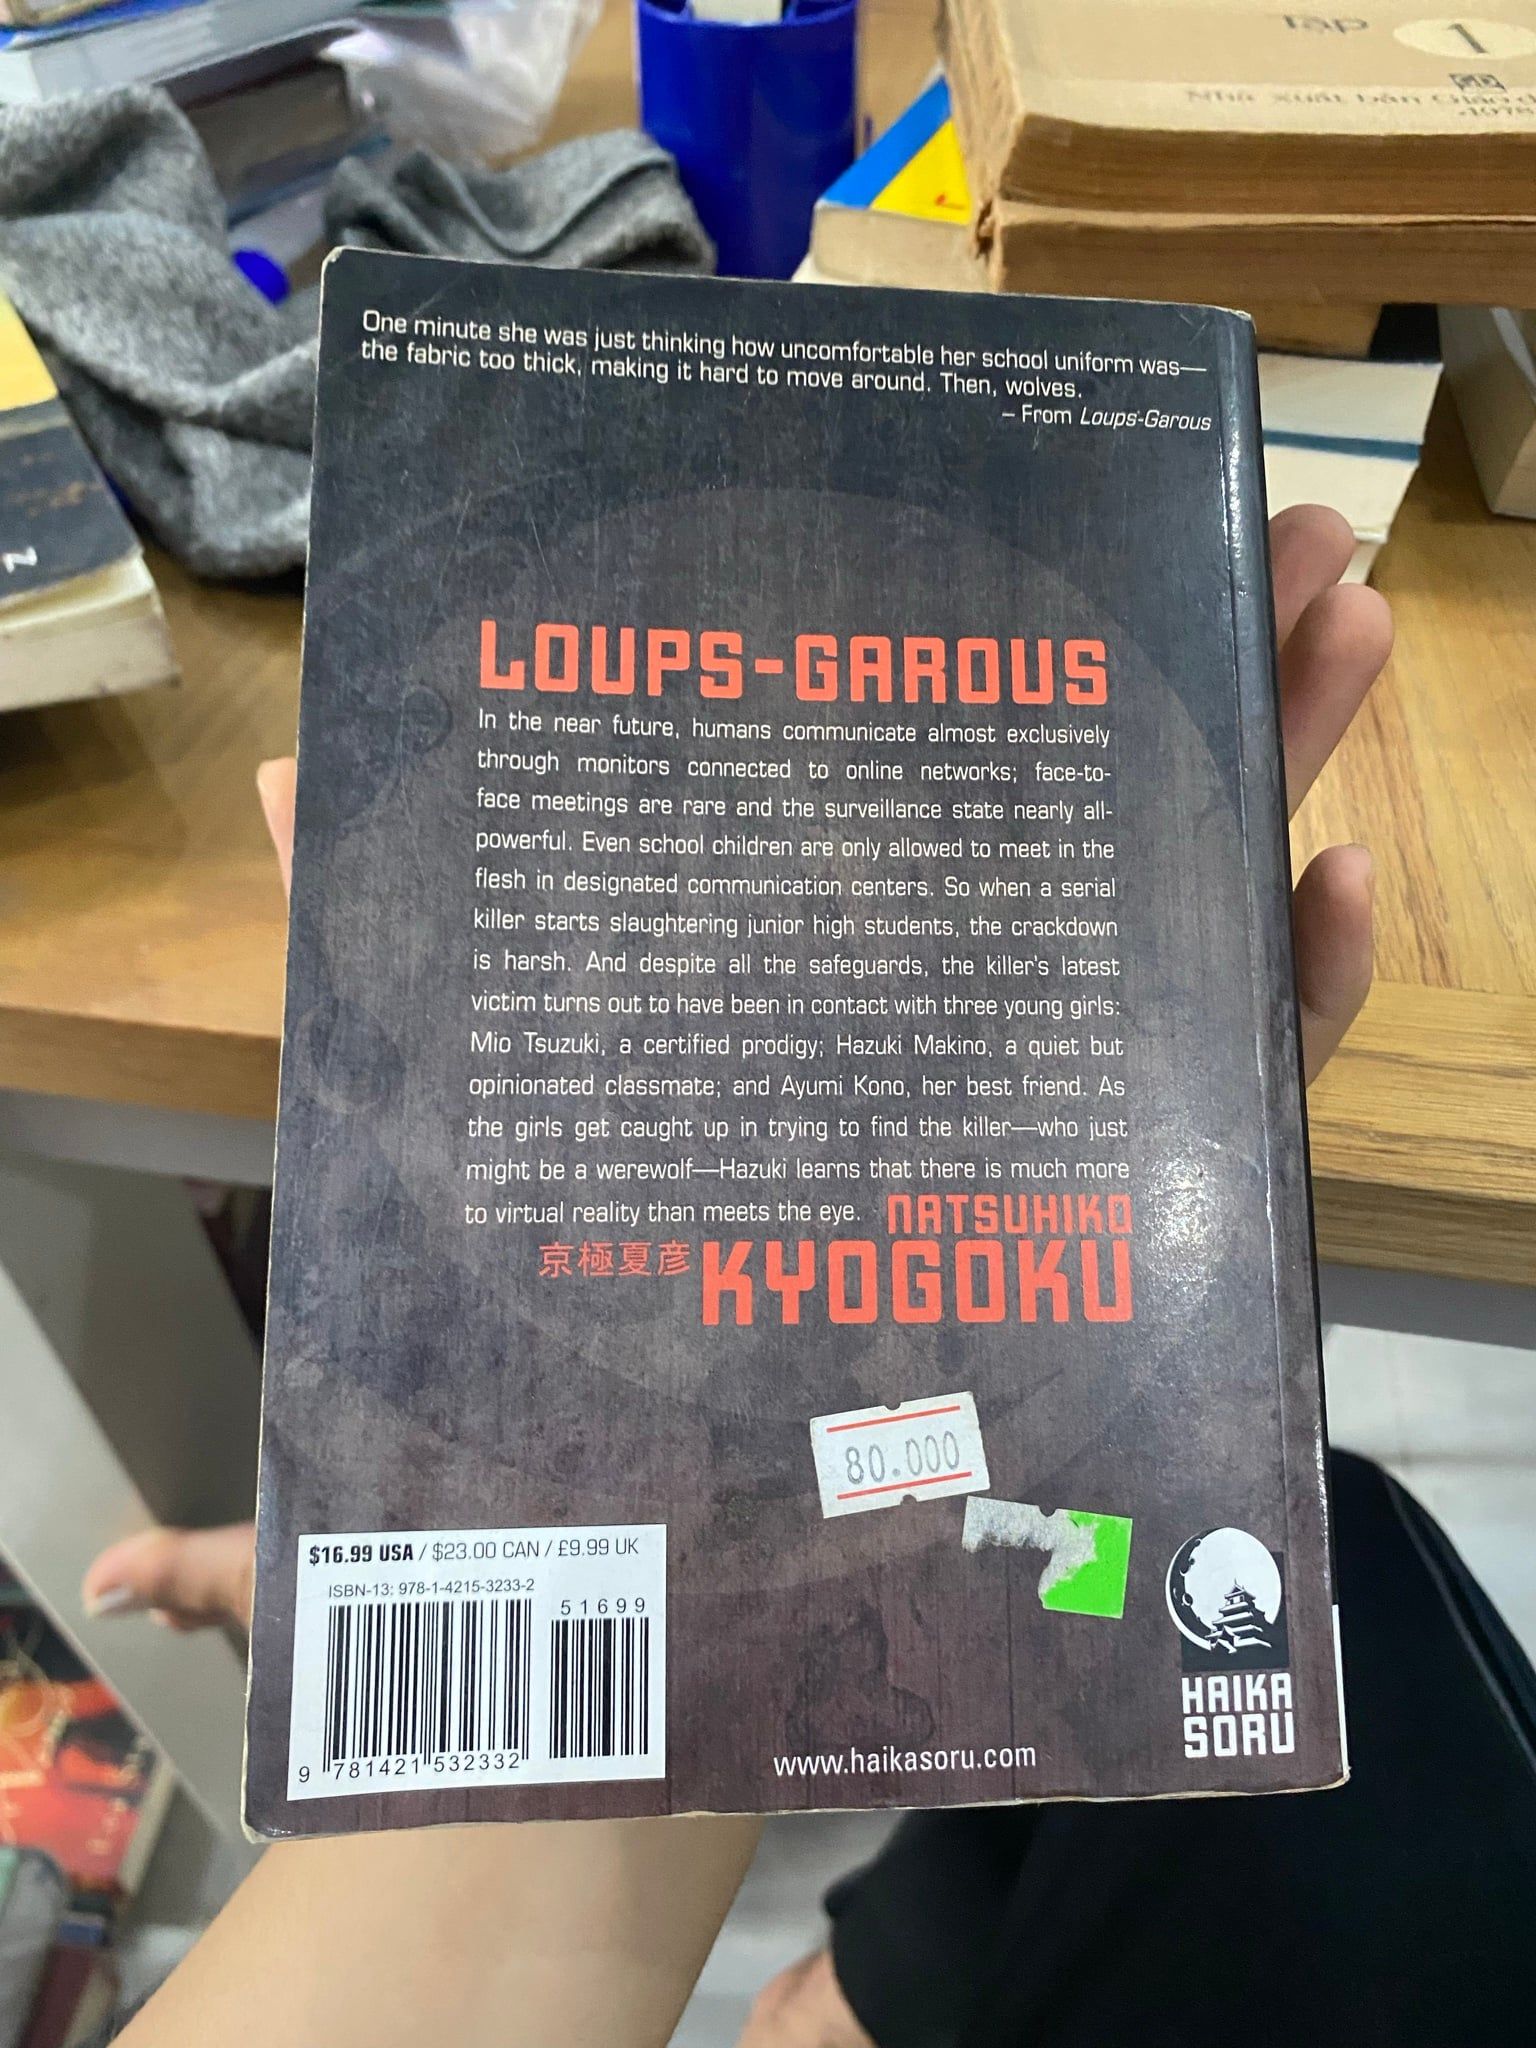 Tập
1
Nhà xuất bản Giáo d
-1978
One minute she was just thinking how uncomfortable her school uniform was—
the fabric too thick, making it hard to move around. Then, wolves.
– From Loups-Garous
LOUPS-GAROUS
In the near future, humans communicate almost exclusively
through monitors connected to online networks; face-to-
face meetings are rare and the surveillance state nearly all-
powerful. Even school children are only allowed to meet in the
flesh in designated communication centers. So when a serial
killer starts slaughtering junior high students, the crackdown
is harsh. And despite all the safeguards, the killer's latest
victim turns out to have been in contact with three young girls:
Mio Tsuzuki, a certified prodigy; Hazuki Makino, a quiet but
opinionated classmate; and Ayumi Kono, her best friend. As
the girls get caught up in trying to find the killer—who just
might be a werewolf—Hazuki learns that there is much more
to virtual reality than meets the eye.
NATSUHIKO
京極夏彦 KYOGOKU
80.000
$16.99 USA / $23.00 CAN / £9.99 UK
ISBN-13: 978-1-4215-3233-2
51699
9 781421 532332
www.haikasoru.com
HAIKA
SORU